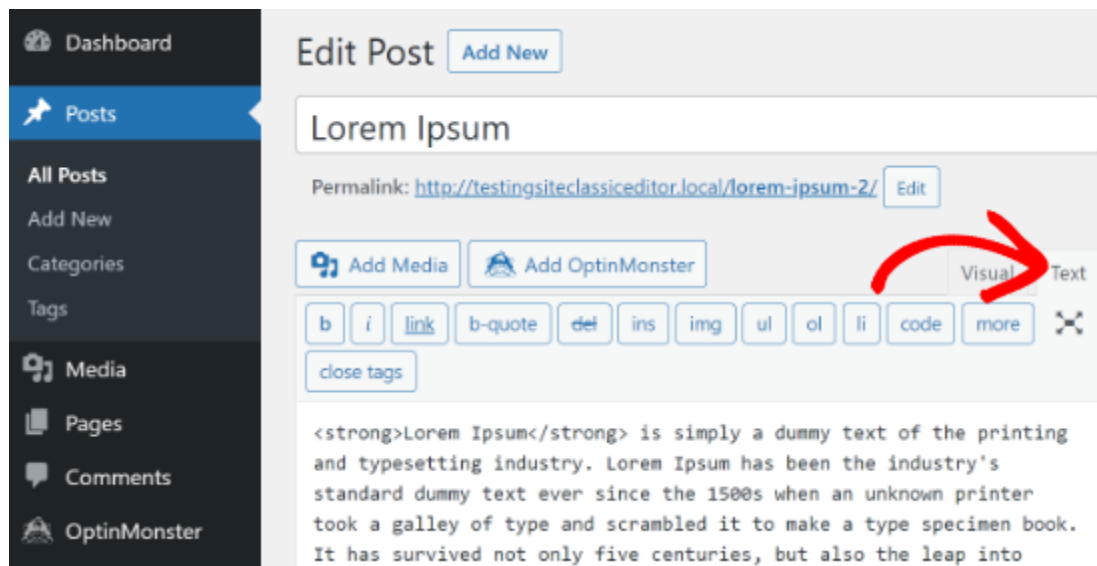 Dashboard
Posts
All Posts
Add New
Categories
Tags
Media
Pages
Comments
OptinMonster
Edit Post Add New
Lorem Ipsum
Permalink: http://testingsiteclassiceditor.local/lorem-ipsum-2/ Edit
Add Media Add OptinMonster Visual Text
b i link b-quote del ins img ul ol li code more
close tags
<strong>Lorem Ipsum</strong> is simply a dummy text of the printing
and typesetting industry. Lorem Ipsum has been the industry's
standard dummy text ever since the 1500s when an unknown printer
took a galley of type and scrambled it to make a type specimen book.
It has survived not only five centuries, but also the leap into